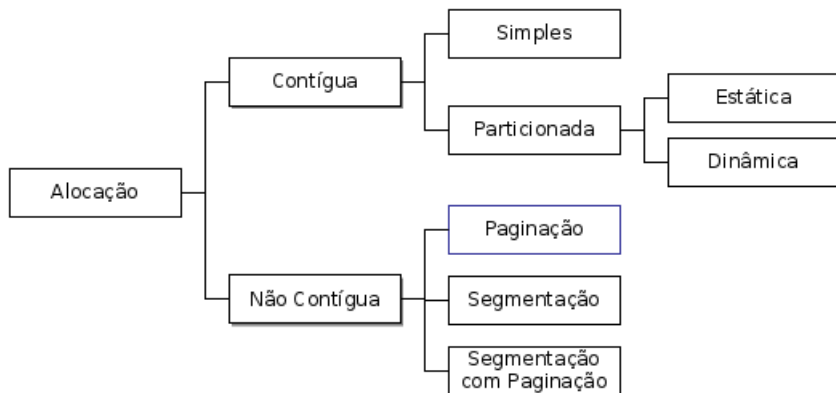 Simples
Contígua
Estática
Particionada
Dinâmica
Alocação
Paginação
Não Contígua
Segmentação
Segmentação
com Paginação